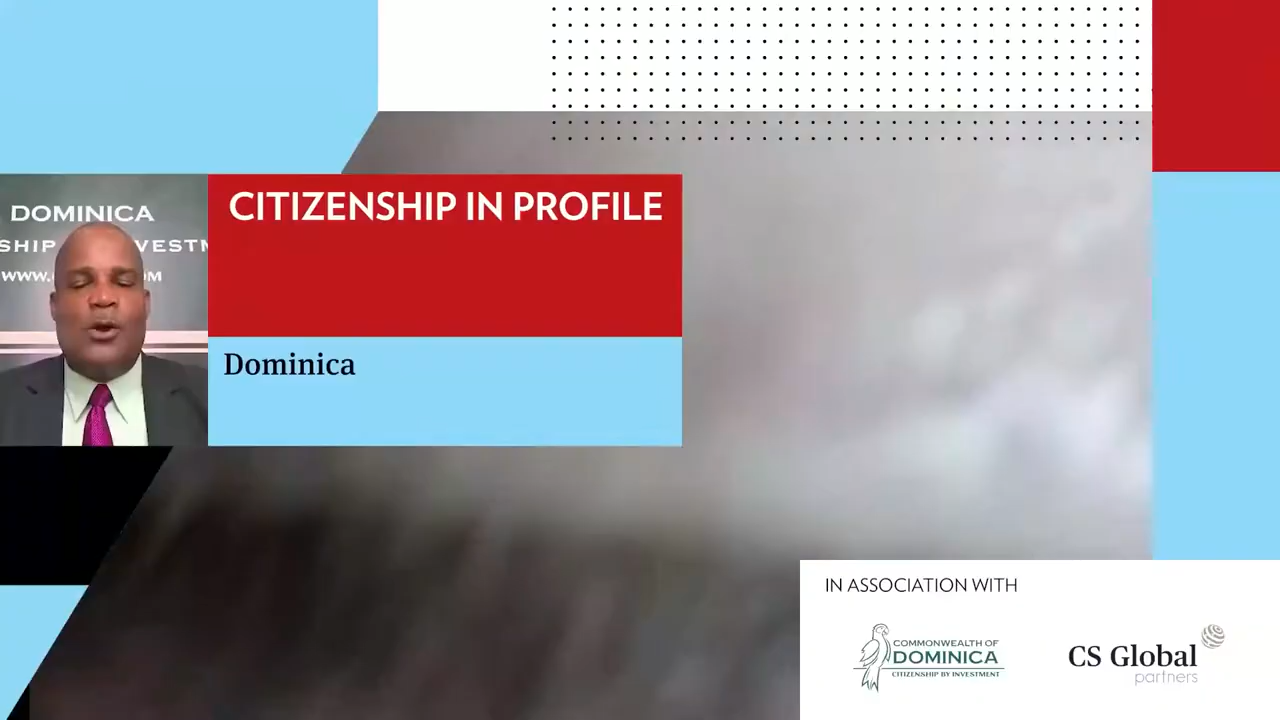 DOMINICA
CITIZENSHIP IN PROFILE
Dominica
IN ASSOCIATION WITH
COMMONWEALTH OF
DOMINICA
CITIZENSHIP BY INVESTMENT
CS Global
partners